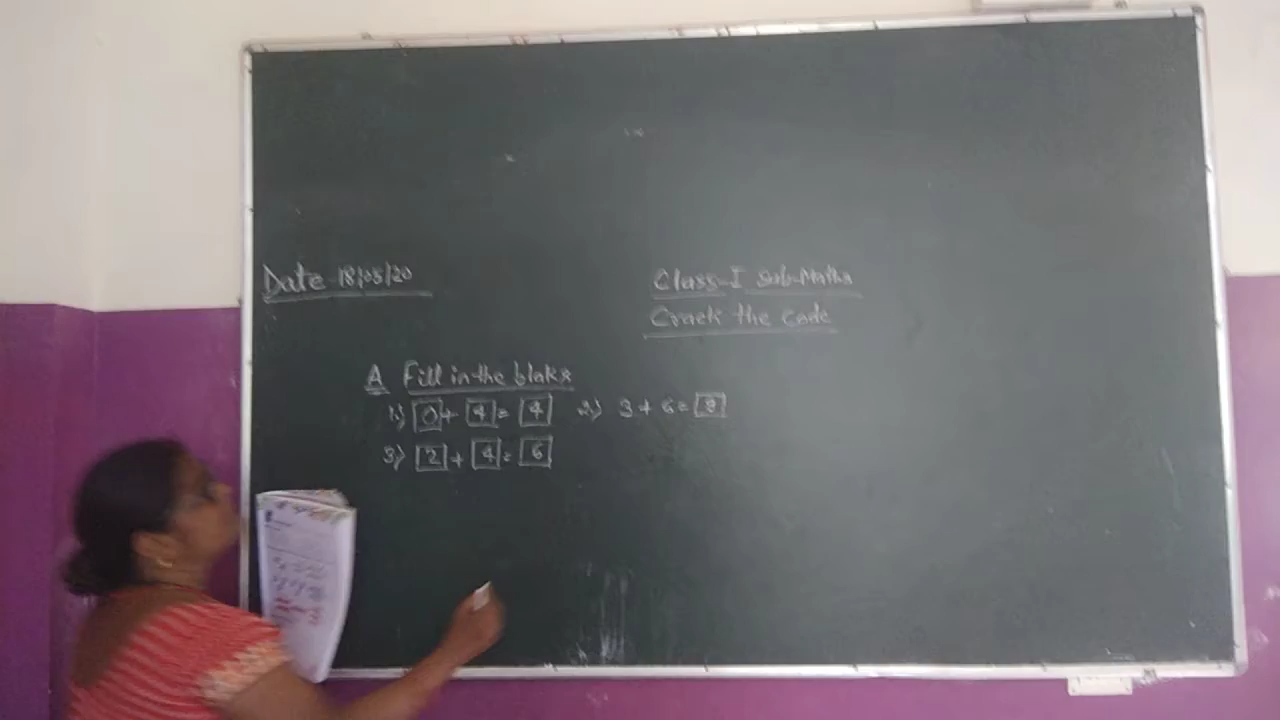 Date 18/05/20
Class-I Sub-Maths
Crack the code
A Fill in the blaks
1.) 0 + 4 = 4 2.) 3 + 6 = 9
3.) 2 + 4 = 6